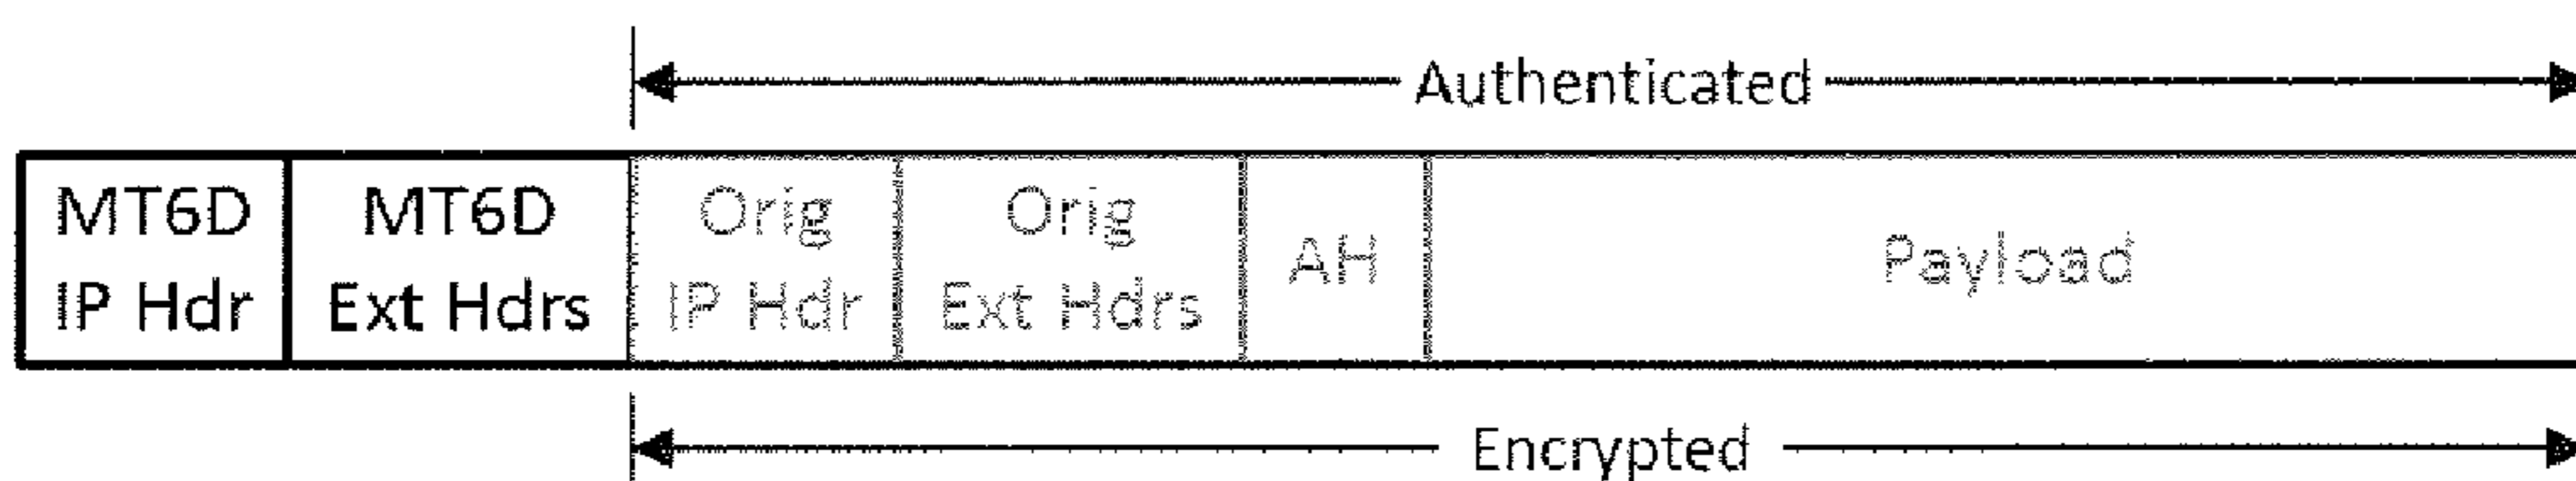 Authenticated
MT6D
IP Hdr
MT6D
Ext Hdrs
Orig
IP Hdr
Orig
Ext Hdrs
AH
Payload
Encrypted